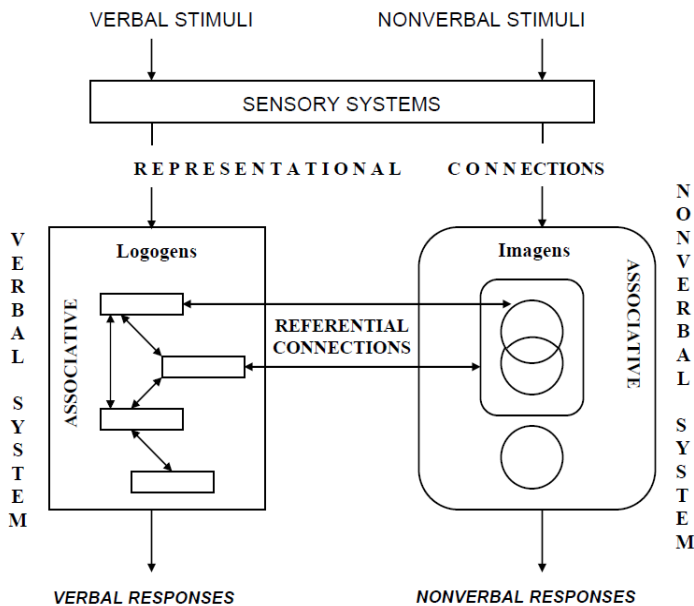 VERBAL STIMULI
NONVERBAL STIMULI
SENSORY SYSTEMS
REPRESENTATIONAL CONNECTIONS
VERBAL SYSTEM
Logogens
ASSOCIATIVE
REFERENTIAL
CONNECTIONS
Imagens
ASSOCIATIVE
NONVERBAL SYSTEM
VERBAL RESPONSES
NONVERBAL RESPONSES